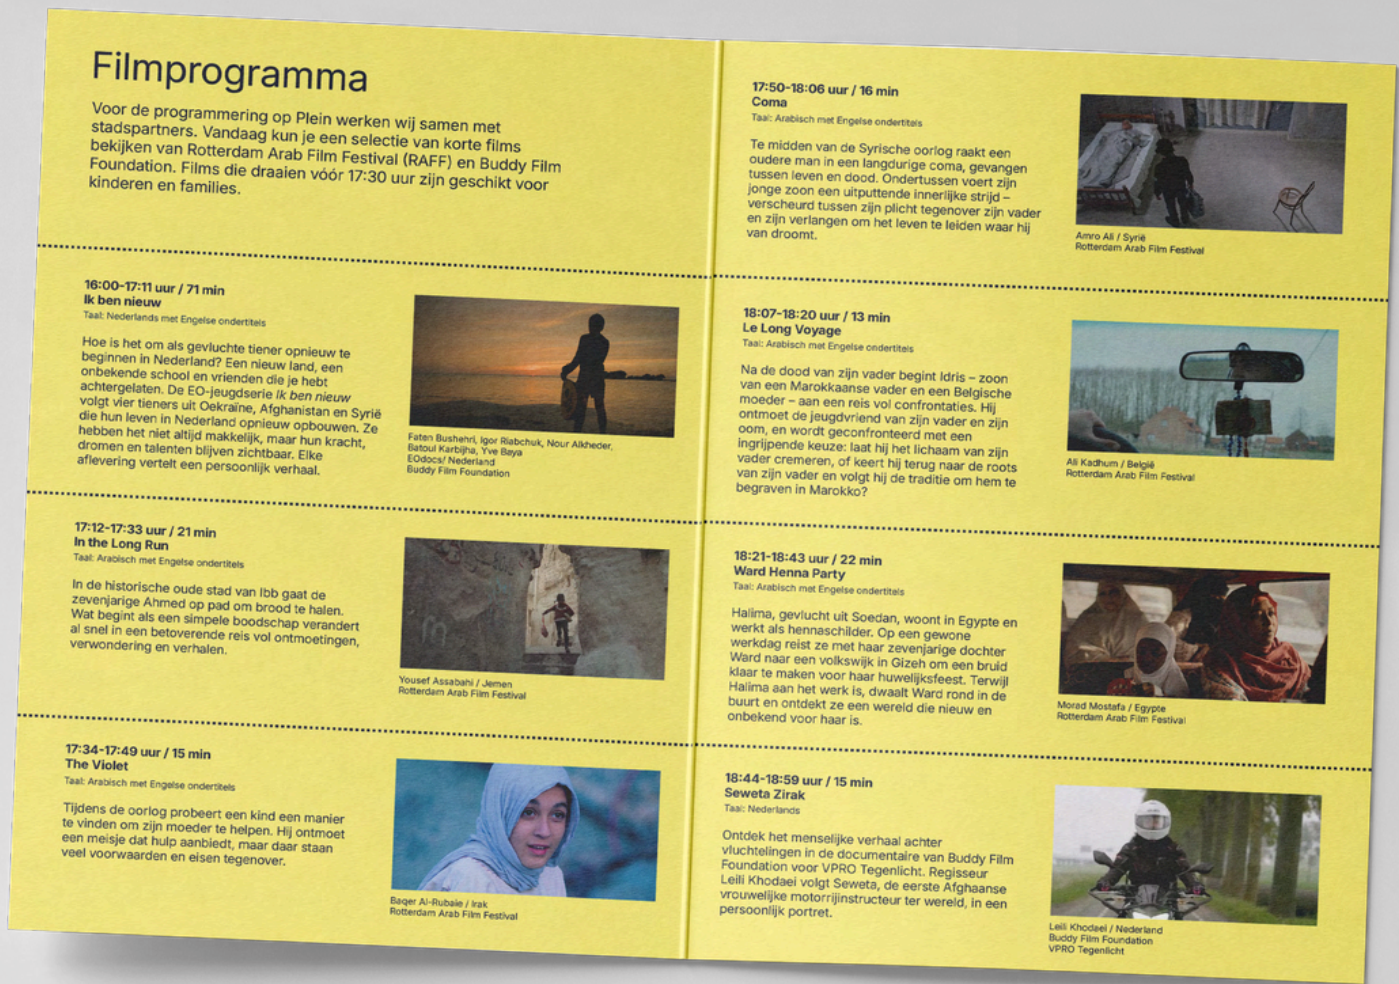 Filmprogramma
Voor de programmering op Plein werken wij samen met
stadspartners. Vandaag kun je een selectie van korte films
bekijken van Rotterdam Arab Film Festival (RAFF) en Buddy Film
Foundation. Films die draaien vóór 17:30 uur zijn geschikt voor
kinderen en families.
16:00-17:11 uur / 71 min
Ik ben nieuw
Taal: Nederlands met Engelse ondertitels
Hoe is het om als gevluchte tiener opnieuw te
beginnen in Nederland? Een nieuw land, een
onbekende school en vrienden die je hebt
achtergelaten. De EO-jeugdserie Ik ben nieuw
volgt vier tieners uit Oekraïne, Afghanistan en Syrië
die hun leven in Nederland opnieuw opbouwen. Ze
hebben het niet altijd makkelijk, maar hun kracht,
dromen en talenten blijven zichtbaar. Elke
aflevering vertelt een persoonlijk verhaal.
Faten Bushehri, Igor Riabchuk, Nour Alkheder,
Batoul Karbijha, Yve Baya
EOdocs/ Nederland
Buddy Film Foundation
17:12-17:33 uur / 21 min
In the Long Run
Taal: Arabisch met Engelse ondertitels
In de historische oude stad van Ibb gaat de
zevenjarige Ahmed op pad om brood te halen.
Wat begint als een simpele boodschap verandert
al snel in een betoverende reis vol ontmoetingen,
verwondering en verhalen.
Yousef Assabahi / Jemen
Rotterdam Arab Film Festival
17:34-17:49 uur / 15 min
The Violet
Taal: Arabisch met Engelse ondertitels
Tijdens de oorlog probeert een kind een manier
te vinden om zijn moeder te helpen. Hij ontmoet
een meisje dat hulp aanbiedt, maar daar staan
veel voorwaarden en eisen tegenover.
Baqer Al-Rubaie / Irak
Rotterdam Arab Film Festival
17:50-18:06 uur / 16 min
Coma
Taal: Arabisch met Engelse ondertitels
Te midden van de Syrische oorlog raakt een
oudere man in een langdurige coma, gevangen
tussen leven en dood. Ondertussen voert zijn
jonge zoon een uitputtende innerlijke strijd –
verscheurd tussen zijn plicht tegenover zijn vader
en zijn verlangen om het leven te leiden waar hij
van droomt.
Amro Ali / Syrië
Rotterdam Arab Film Festival
18:07-18:20 uur / 13 min
Le Long Voyage
Taal: Arabisch met Engelse ondertitels
Na de dood van zijn vader begint Idris – zoon
van een Marokkaanse vader en een Belgische
moeder – aan een reis vol confrontaties. Hij
ontmoet de jeugdvriend van zijn vader en zijn
oom, en wordt geconfronteerd met een
ingrijpende keuze: laat hij het lichaam van zijn
vader cremeren, of keert hij terug naar de roots
van zijn vader en volgt hij de traditie om hem te
begraven in Marokko?
Ali Kadhum / België
Rotterdam Arab Film Festival
18:21-18:43 uur / 22 min
Ward Henna Party
Taal: Arabisch met Engelse ondertitels
Halima, gevlucht uit Soedan, woont in Egypte en
werkt als hennaschilder. Op een gewone
werkdag reist ze met haar zevenjarige dochter
Ward naar een volkswijk in Gizeh om een bruid
klaar te maken voor haar huwelijksfeest. Terwijl
Halima aan het werk is, dwaalt Ward rond in de
buurt en ontdekt ze een wereld die nieuw en
onbekend voor haar is.
Morad Mostafa / Egypte
Rotterdam Arab Film Festival
18:44-18:59 uur / 15 min
Seweta Zirak
Taal: Nederlands
Ontdek het menselijke verhaal achter
vluchtelingen in de documentaire van Buddy Film
Foundation voor VPRO Tegenlicht. Regisseur
Leili Khodaei volgt Seweta, de eerste Afghaanse
vrouwelijke motorrijinstructeur ter wereld, in een
persoonlijk portret.
Leili Khodaei / Nederland
Buddy Film Foundation
VPRO Tegenlicht